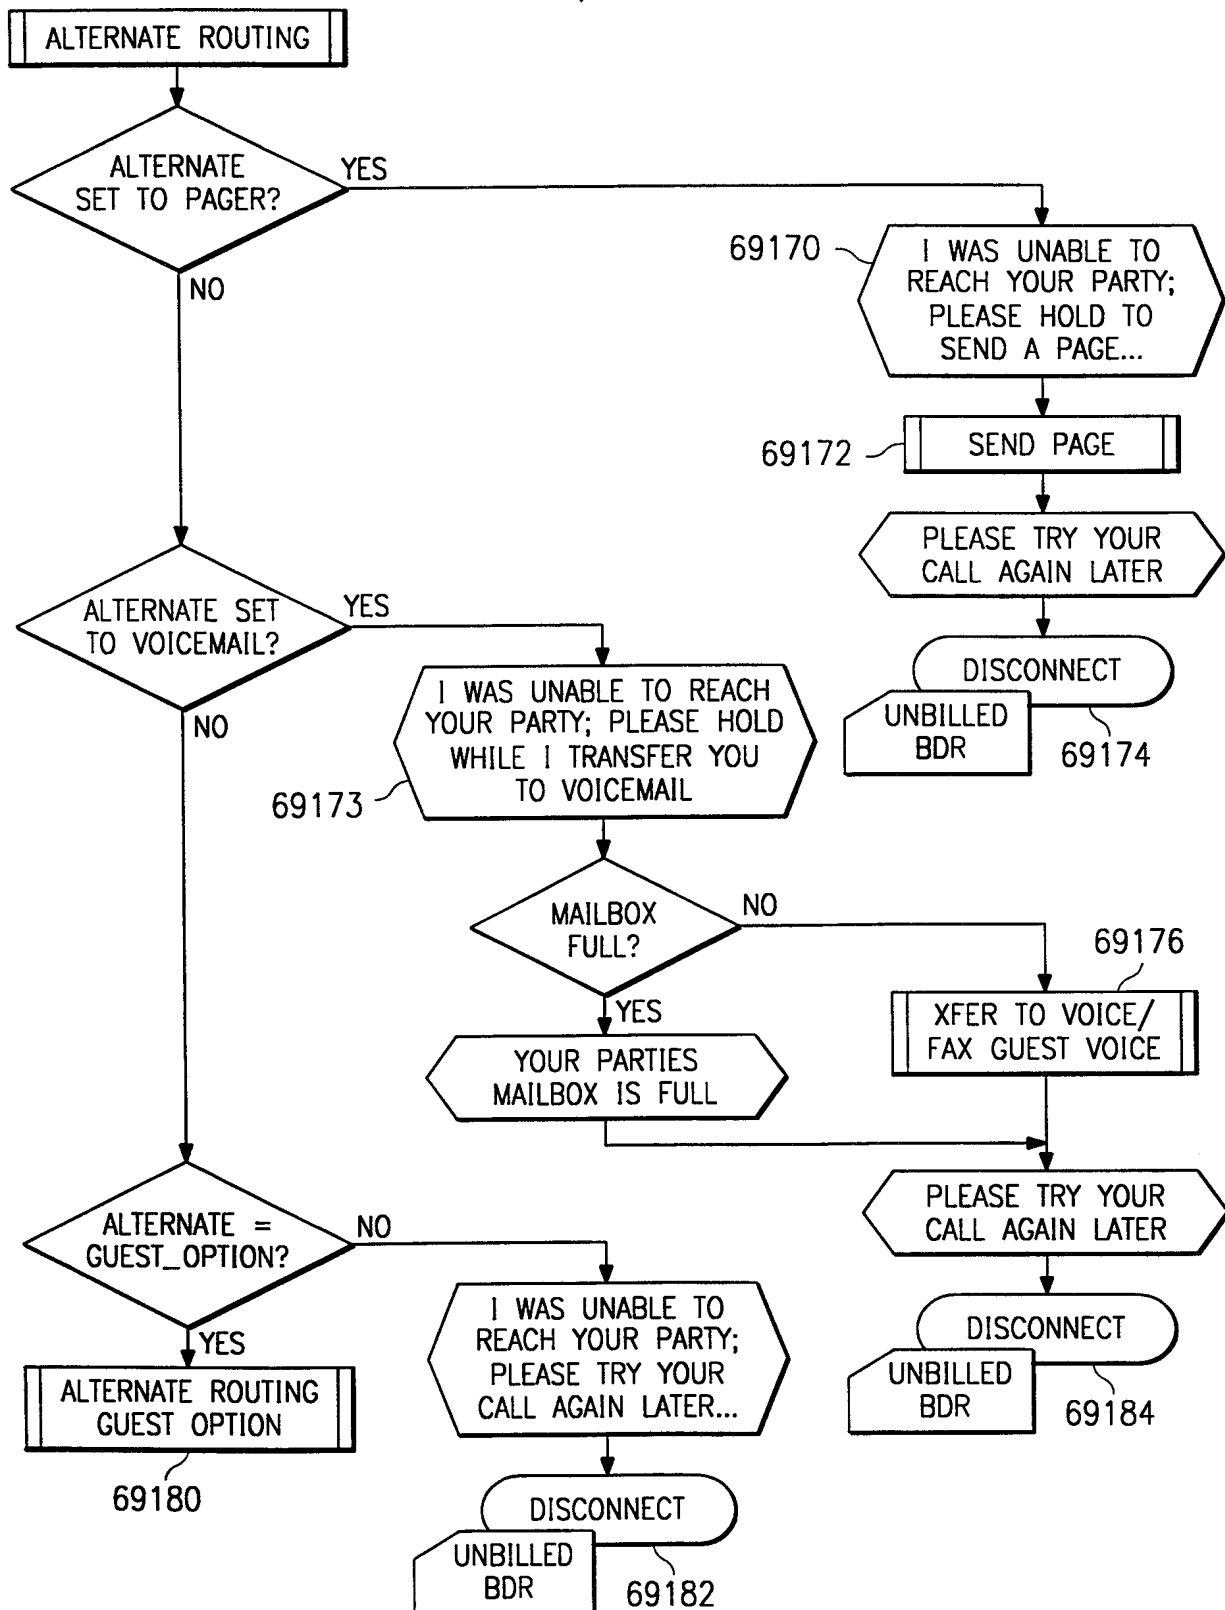 ALTERNATE ROUTING
ALTERNATE
SET TO PAGER?
YES
NO
69170
I WAS UNABLE TO
REACH YOUR PARTY;
PLEASE HOLD TO
SEND A PAGE...
69172
SEND PAGE
PLEASE TRY YOUR
CALL AGAIN LATER
DISCONNECT
UNBILLED
BDR
69174
ALTERNATE SET
TO VOICEMAIL?
YES
NO
I WAS UNABLE TO REACH
YOUR PARTY; PLEASE HOLD
WHILE I TRANSFER YOU
TO VOICEMAIL
69173
MAILBOX
FULL?
NO
YES
69176
XFER TO VOICE/
FAX GUEST VOICE
YOUR PARTIES
MAILBOX IS FULL
PLEASE TRY YOUR
CALL AGAIN LATER
DISCONNECT
UNBILLED
BDR
69184
ALTERNATE =
GUEST_OPTION?
NO
YES
ALTERNATE ROUTING
GUEST OPTION
69180
I WAS UNABLE TO
REACH YOUR PARTY;
PLEASE TRY YOUR
CALL AGAIN LATER...
DISCONNECT
UNBILLED
BDR
69182